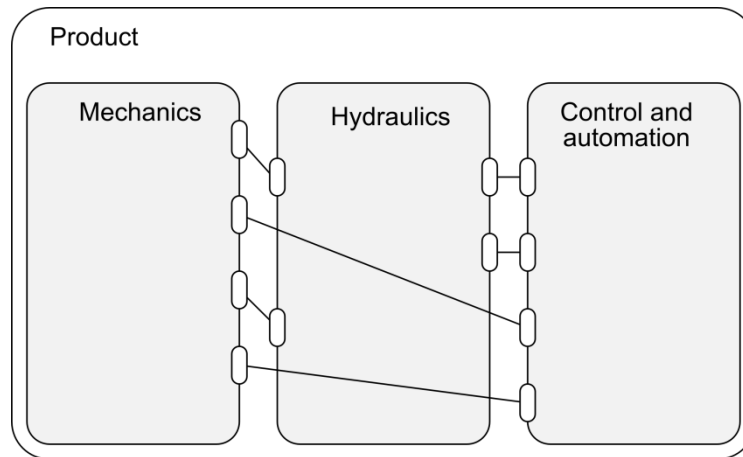 Product
Mechanics
Hydraulics
Control and
automation